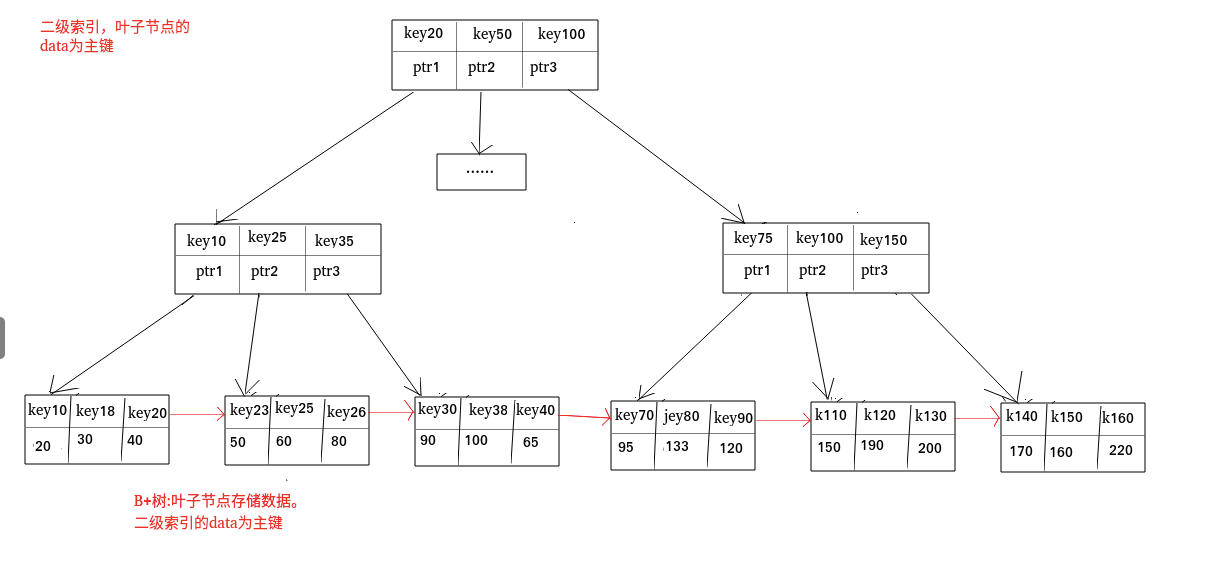 二级索引，叶子节点的
data为主键
key20 key50 key100
ptr1 ptr2 ptr3
······
key10 key25 key35
ptr1 ptr2 ptr3
key75 key100 key150
ptr1 ptr2 ptr3
key10 key18 key20
20 30 40
key23 key25 key26
50 60 80
key30 key38 key40
90 100 65
key70 jey80 key90
95 133 120
k110 k120 k130
150 190 200
k140 k150 k160
170 160 220
B+树:叶子节点存储数据。
二级索引的data为主键